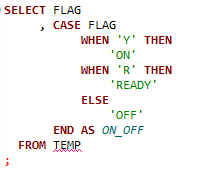 SELECT FLAG
, CASE FLAG
WHEN 'Y' THEN
'ON'
WHEN 'R' THEN
'READY'
ELSE
'OFF'
END AS ON_OFF
FROM TEMP
;